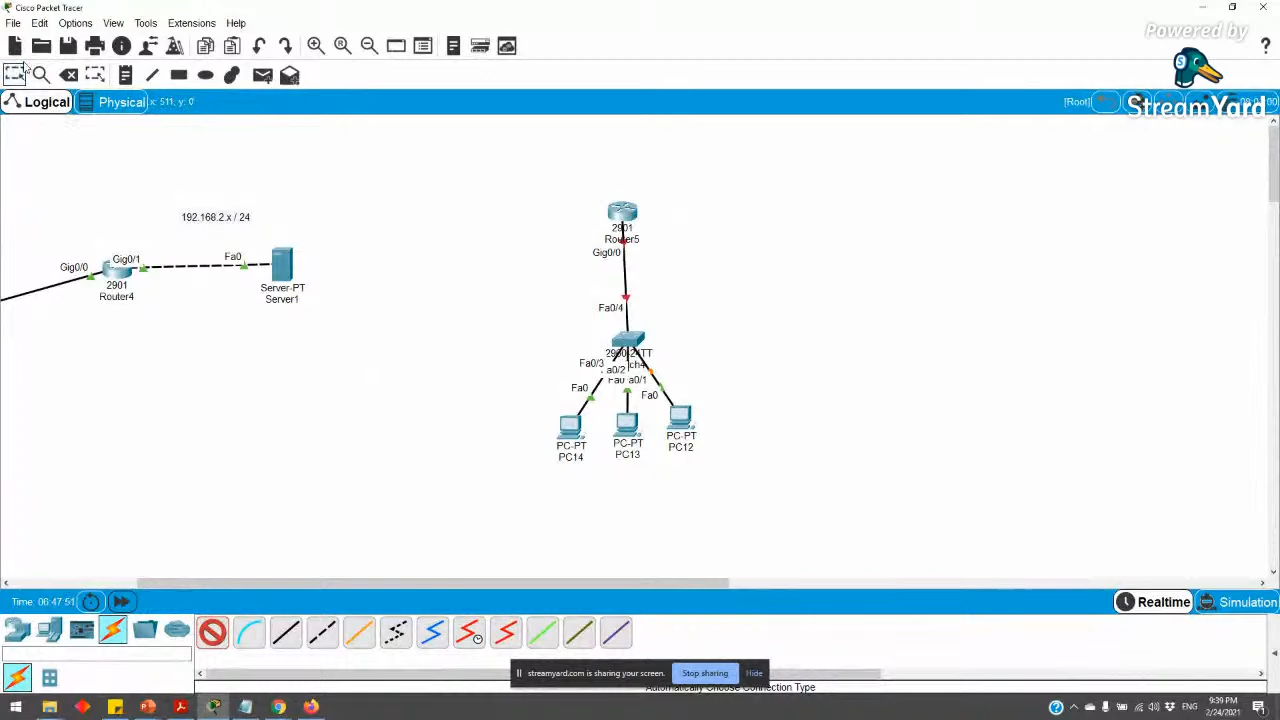 Cisco Packet Tracer
File Edit Options View Tools Extensions Help
Powered by
StreamYard
Logical Physical x: 511, y: 0 [Root]
192.168.2.x / 24
2901
Router5
Gig0/0
Gig0/0 Gig0/1 Fa0
2901
Router4
Server-PT
Server1
Fa0/4
Fa0/3
Fa0
Fa0
PC-PT
PC14
PC-PT
PC13
PC-PT
PC12
Time: 06:47:51 Realtime Simulation
streamyard.com is sharing your screen. Stop sharing Hide
Automatically Choose Connection Type
ENG 9:39 PM
2/24/2021